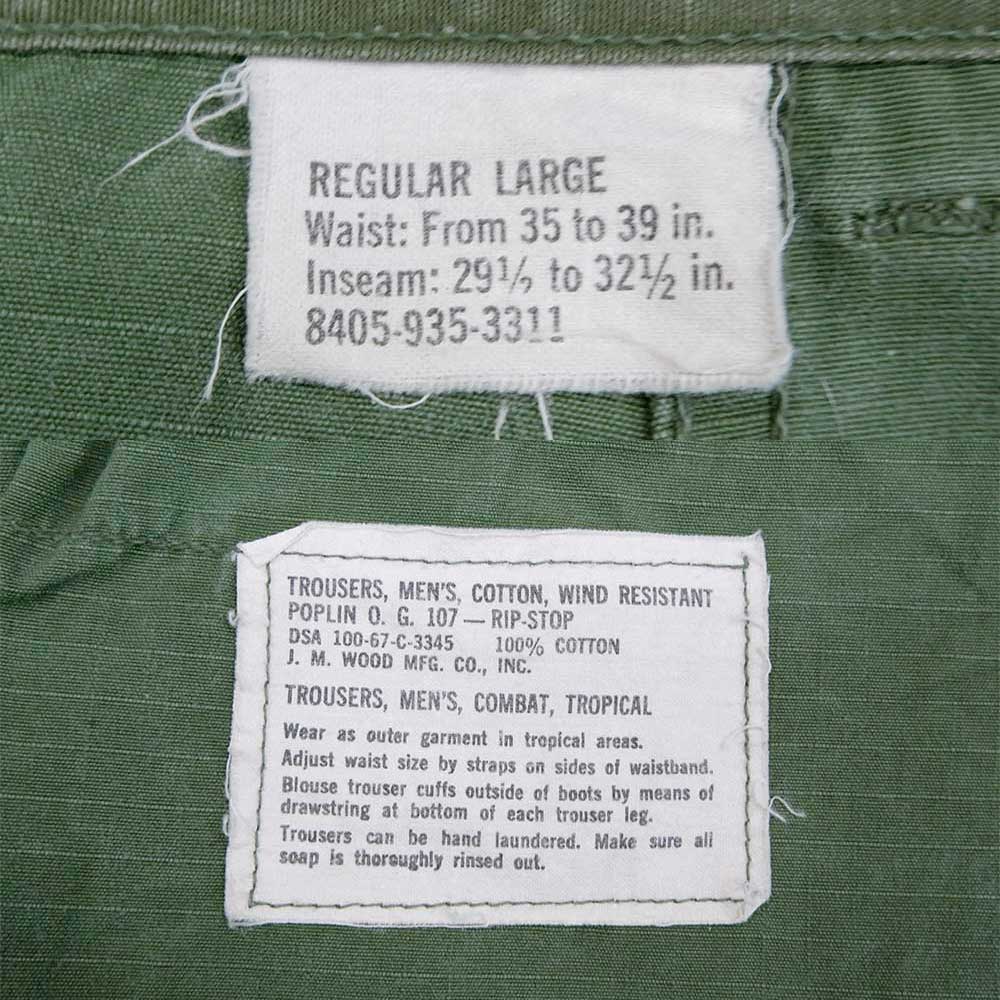 REGULAR LARGE
Waist: From 35 to 39 in.
Inseam: 29½ to 32½ in.
8405-935-3311
TROUSERS, MEN'S, COTTON, WIND RESISTANT
POPLIN O. G. 107 — RIP-STOP
DSA 100-67-C-3345 100% COTTON
J. M. WOOD MFG. CO., INC.
TROUSERS, MEN'S, COMBAT, TROPICAL
Wear as outer garment in tropical areas.
Adjust waist size by straps on sides of waistband.
Blouse trouser cuffs outside of boots by means of
drawstring at bottom of each trouser leg.
Trousers can be hand laundered. Make sure all
soap is thoroughly rinsed out.